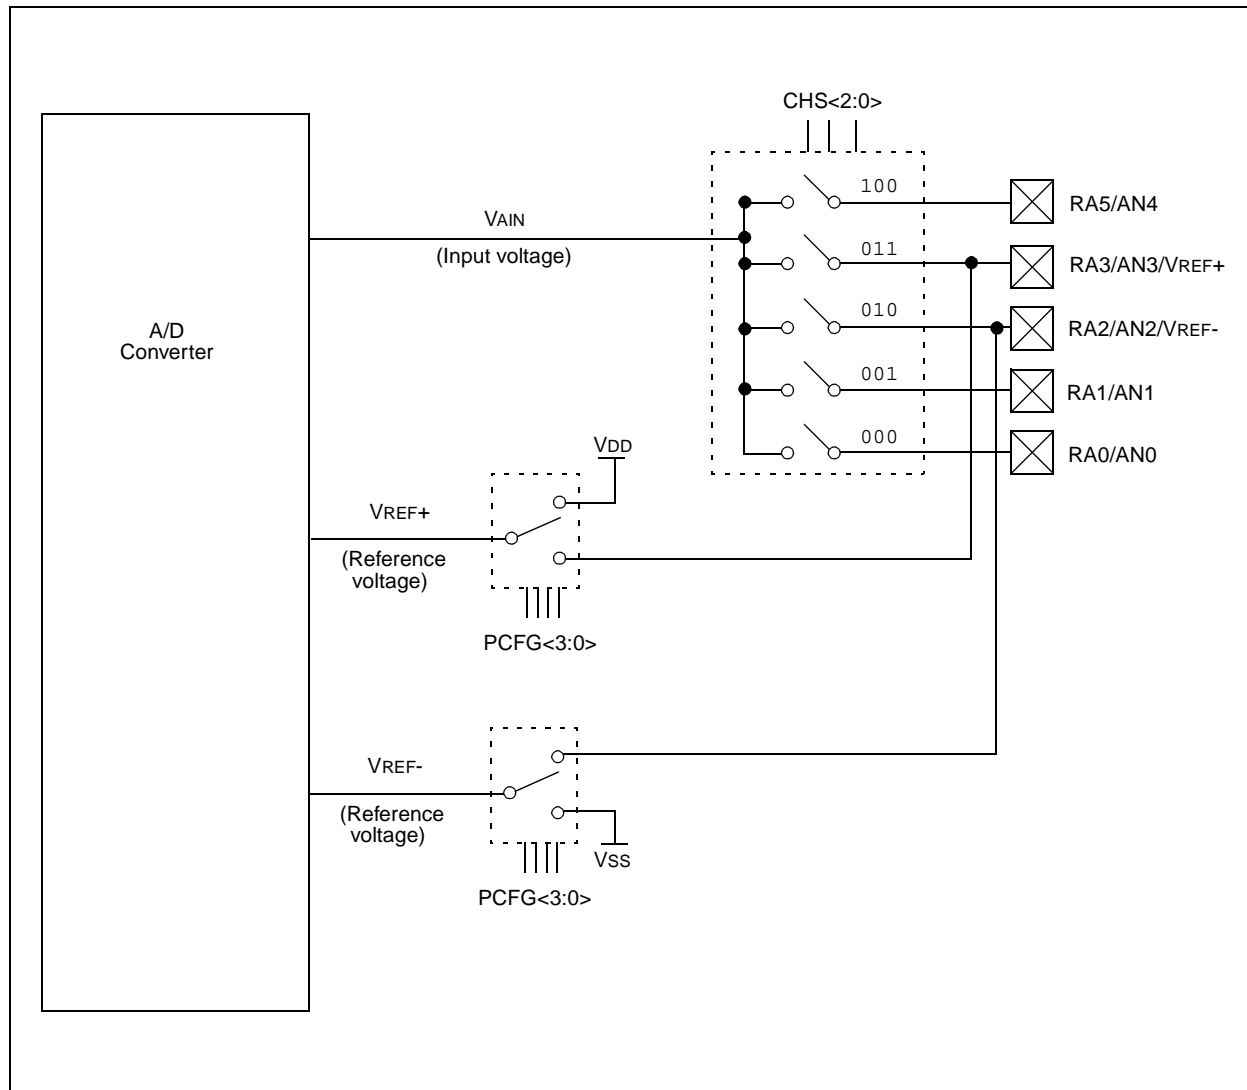 CHS<2:0>
100
RA5/AN4
VAIN
(Input voltage)
011
RA3/AN3/VREF+
010
RA2/AN2/VREF-
A/D
Converter
001
RA1/AN1
000
RA0/AN0
VDD
VREF+
(Reference
voltage)
PCFG<3:0>
VREF-
(Reference
voltage)
VSS
PCFG<3:0>